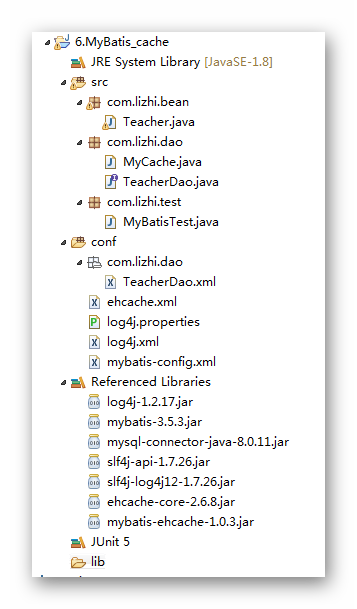 6.MyBatis_cache
JRE System Library [JavaSE-1.8]
src
com.lizhi.bean
Teacher.java
com.lizhi.dao
MyCache.java
TeacherDao.java
com.lizhi.test
MyBatisTest.java
conf
com.lizhi.dao
TeacherDao.xml
ehcache.xml
log4j.properties
log4j.xml
mybatis-config.xml
Referenced Libraries
log4j-1.2.17.jar
mybatis-3.5.3.jar
mysql-connector-java-8.0.11.jar
slf4j-api-1.7.26.jar
slf4j-log4j12-1.7.26.jar
ehcache-core-2.6.8.jar
mybatis-ehcache-1.0.3.jar
JUnit 5
lib